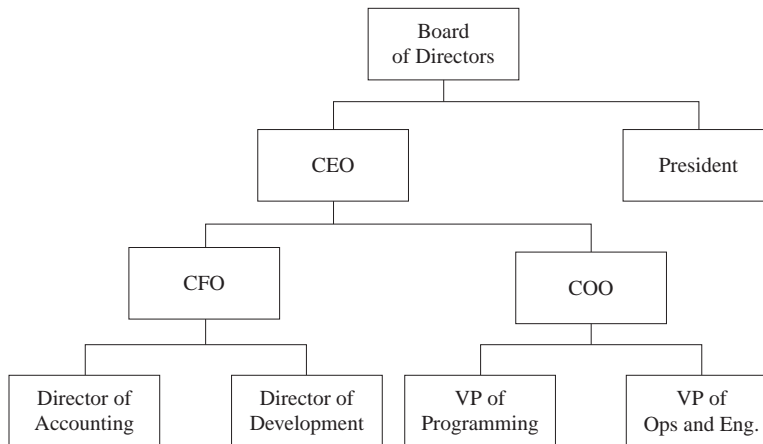 Board
of Directors
CEO
President
CFO
COO
Director of
Accounting
Director of
Development
VP of
Programming
VP of
Ops and Eng.